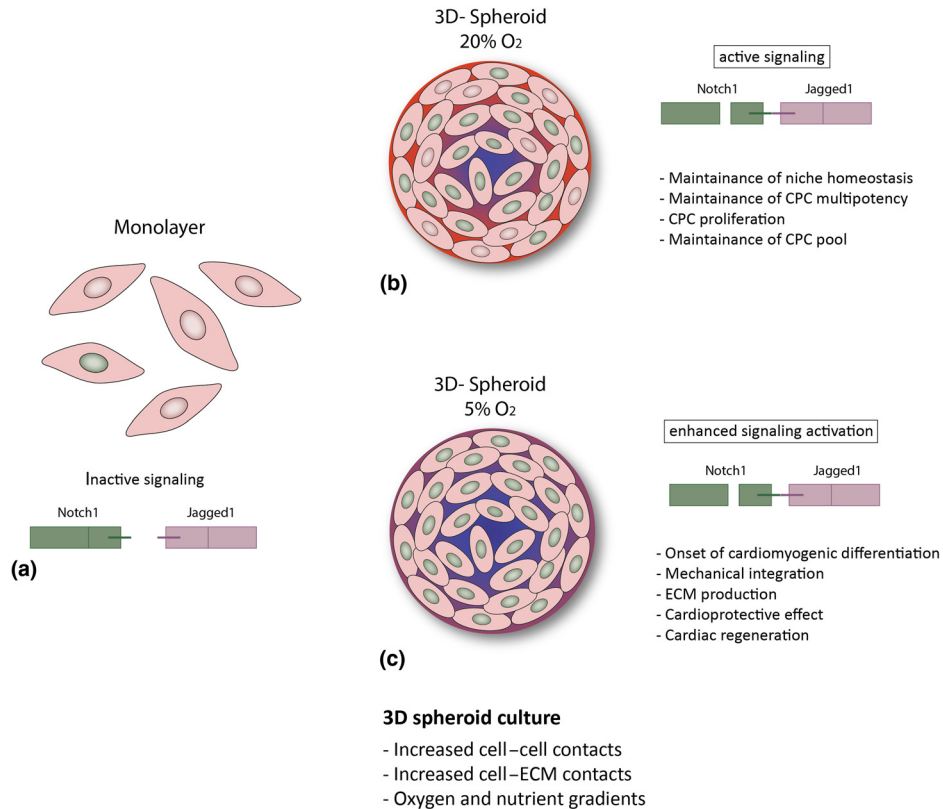 Monolayer
Inactive signaling
Notch1
Jagged1
(a)
3D- Spheroid
20% O2
(b)
active signaling
Notch1
Jagged1
- Maintainance of niche homeostasis
- Maintainance of CPC multipotency
- CPC proliferation
- Maintainance of CPC pool
3D- Spheroid
5% O2
(c)
enhanced signaling activation
Notch1
Jagged1
- Onset of cardiomyogenic differentiation
- Mechanical integration
- ECM production
- Cardioprotective effect
- Cardiac regeneration
3D spheroid culture
- Increased cell–cell contacts
- Increased cell–ECM contacts
- Oxygen and nutrient gradients